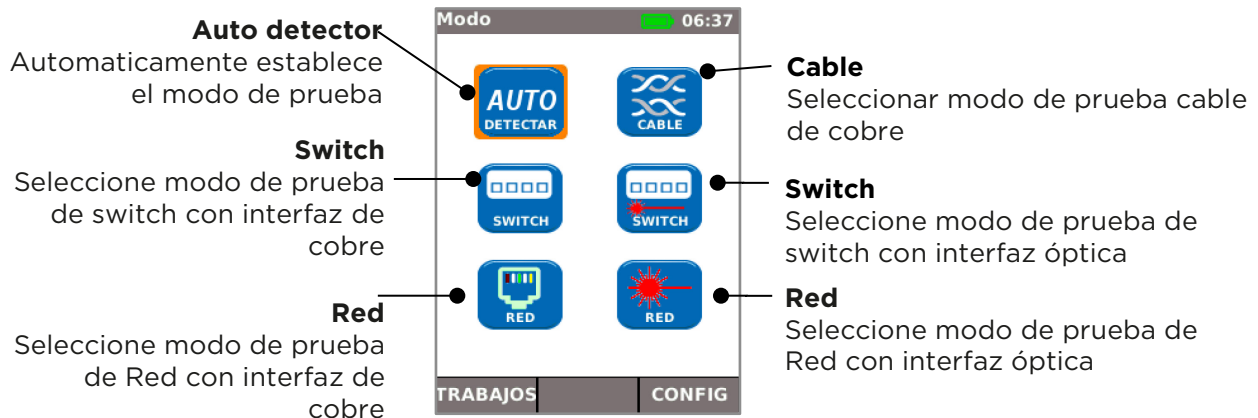 Modo
06:37
Auto detector
Automaticamente establece
el modo de prueba
AUTO
DETECTAR
CABLE
Cable
Seleccionar modo de prueba cable
de cobre
Switch
Seleccione modo de prueba
de switch con interfaz de
cobre
SWITCH
SWITCH
Switch
Seleccione modo de prueba de
switch con interfaz óptica
Red
Seleccione modo de prueba
de Red con interfaz de
cobre
RED
RED
Red
Seleccione modo de prueba de
Red con interfaz óptica
TRABAJOS
CONFIG